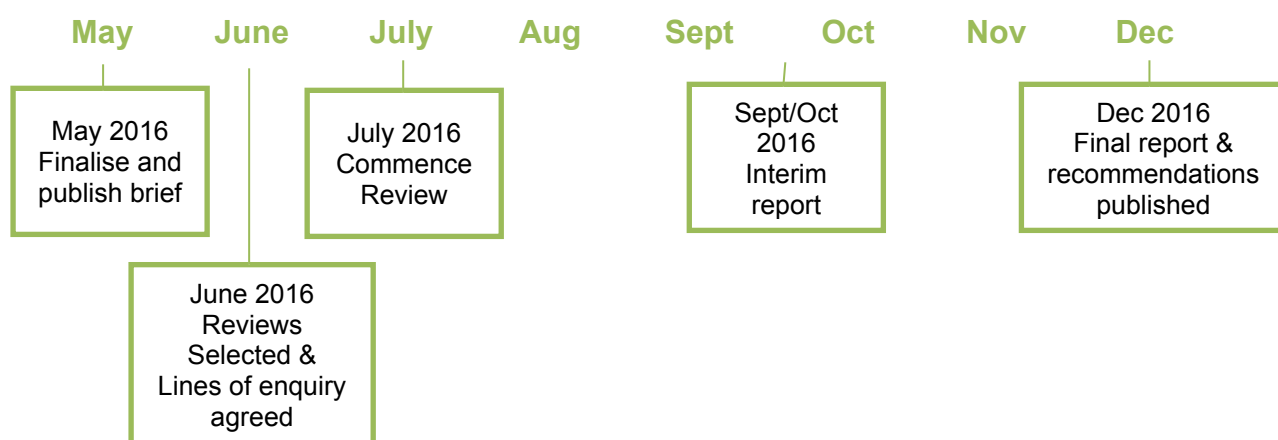 May June July Aug Sept Oct Nov Dec
May 2016
Finalise and
publish brief
July 2016
Commence
Review
Sept/Oct
2016
Interim
report
Dec 2016
Final report &
recommendations
published
June 2016
Reviews
Selected &
Lines of enquiry
agreed